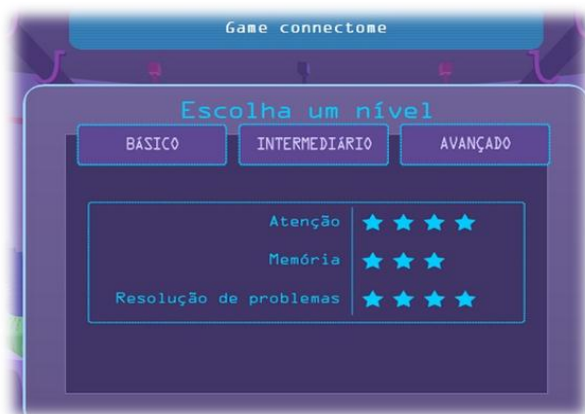 Game connectome
Escolha um nível
BÁSICO
INTERMEDIÁRIO
AVANÇADO
Atenção
Memória
Resolução de problemas